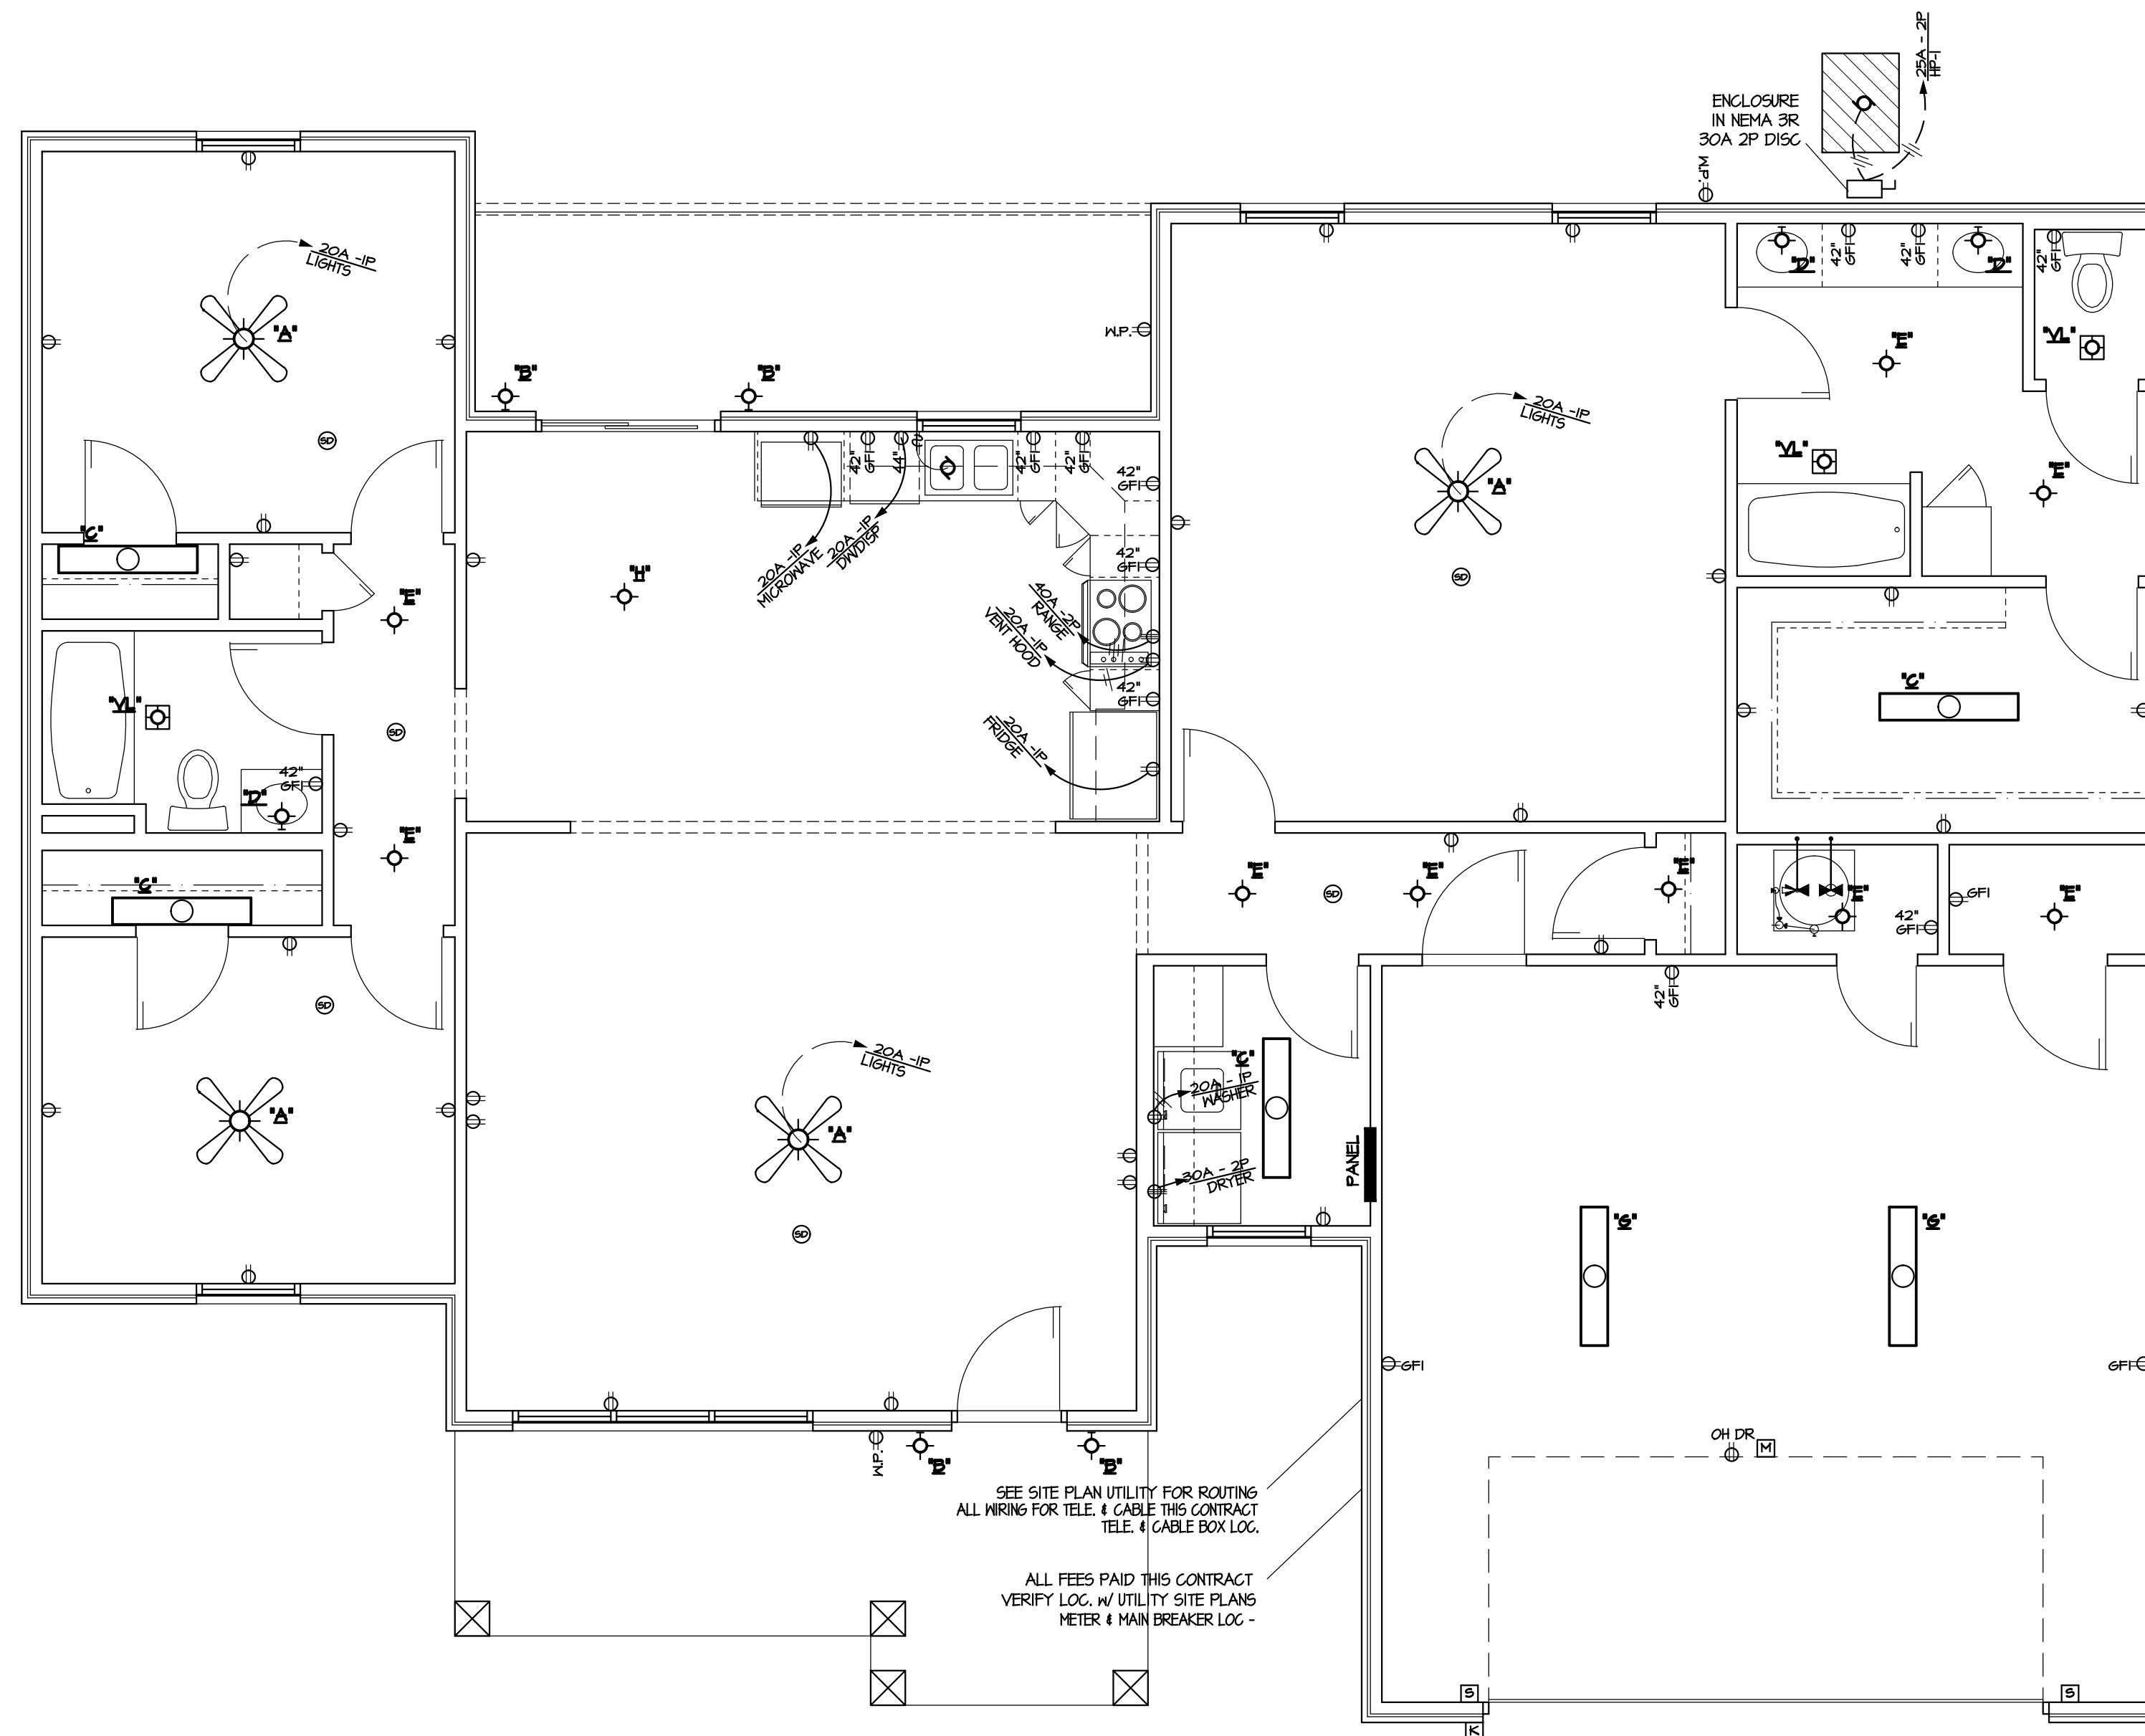 25A - 2P
HP-1
ENCLOSURE
IN NEMA 3R
30A 2P DISC
W.P.
20A -1P
LIGHTS
"A"
SD
W.P.
"B"
"B"
20A -1P
LIGHTS
"A"
SD
"D"
42"
GFI
42"
GFI
"D"
42"
GFI
"E"
"VL"
"VL"
"E"
42"
GFI
44"
42"
GFI
42"
GFI
42"
GFI
20A -1P
MICROWAVE
20A -1P
DW/DISP
42"
GFI
40A -2P
RANGE
20A -1P
VENT HOOD
42"
GFI
20A -1P
FRIDGE
"H"
"C"
"E"
"VL"
SD
42"
GFI
"D"
"E"
"C"
"C"
"E"
SD
"E"
"E"
"E"
42"
GFI
GFI
"E"
SD
"A"
20A -1P
LIGHTS
"A"
SD
42"
GFI
"C"
20A - 1P
WASHER
30A - 2P
DRYER
PANEL
"G"
"G"
GFI
GFI
OH DR
M
W.P.
"B"
"B"
SEE SITE PLAN UTILITY FOR ROUTING
ALL WIRING FOR TELE. & CABLE THIS CONTRACT
TELE. & CABLE BOX LOC.
ALL FEES PAID THIS CONTRACT
VERIFY LOC. W/ UTILITY SITE PLANS
METER & MAIN BREAKER LOC -
S
S
K